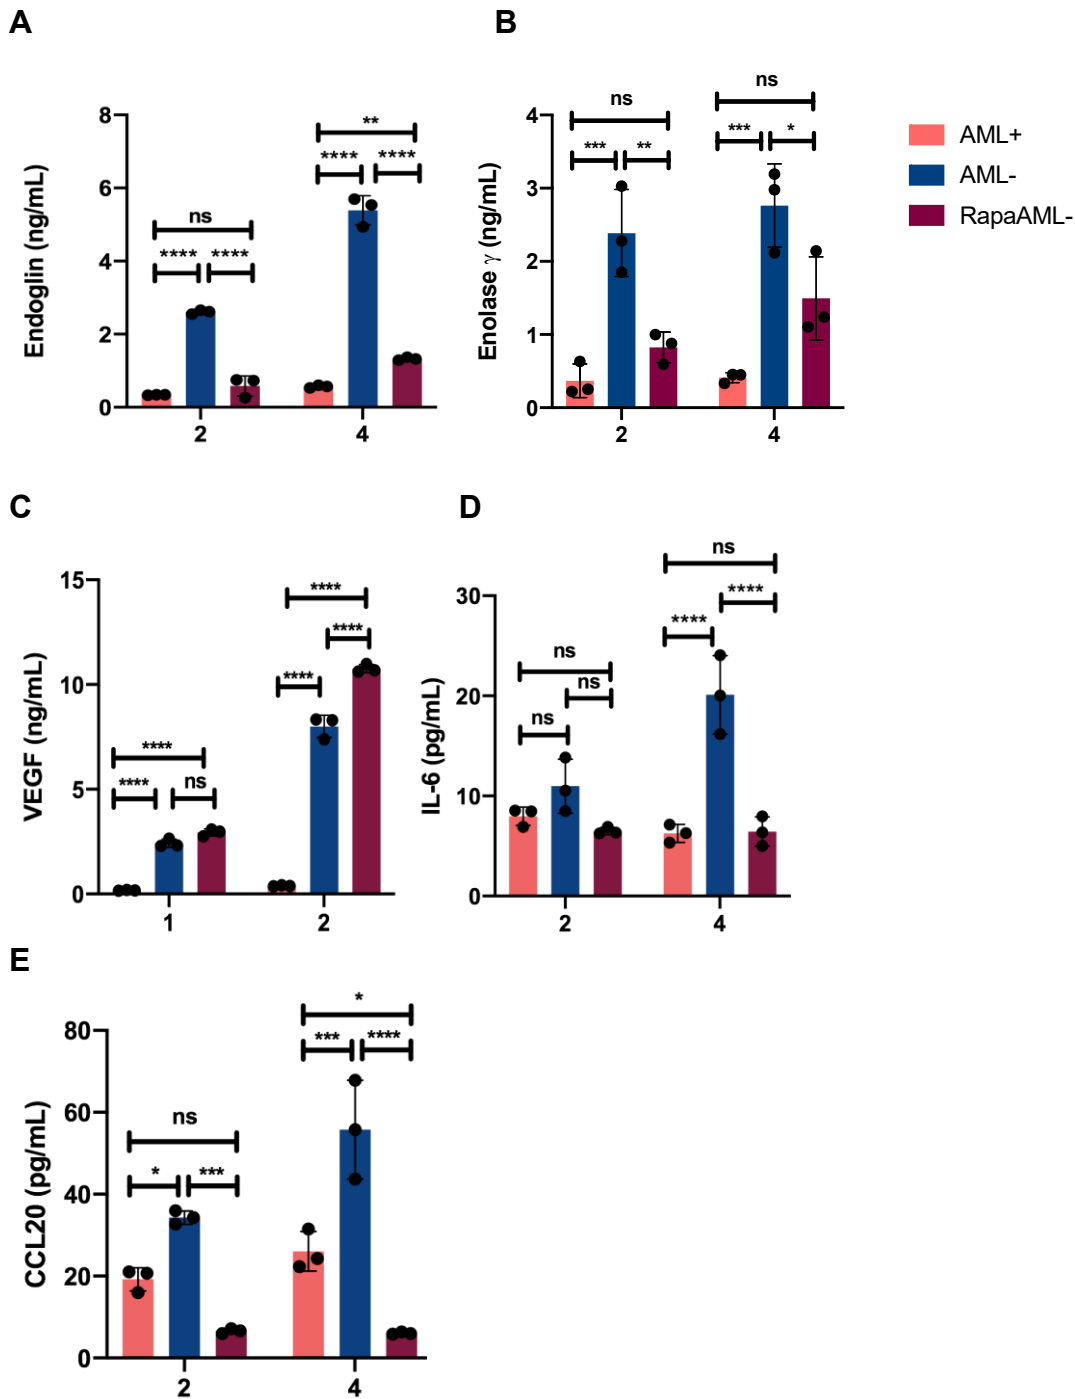 A
B
Endoglin (ng/mL)
8
6
4
2
0
ns
****
****
**
****
****
2
4
Enolase γ (ng/mL)
4
3
2
1
0
ns
***
**
ns
***
*
2
4
AML+
AML-
RapaAML-
C
D
VEGF (ng/mL)
15
10
5
0
****
****
ns
****
****
****
1
2
IL-6 (pg/mL)
30
20
10
0
ns
ns
ns
ns
****
****
2
4
E
CCL20 (pg/mL)
80
60
40
20
0
ns
*
***
*
***
****
2
4